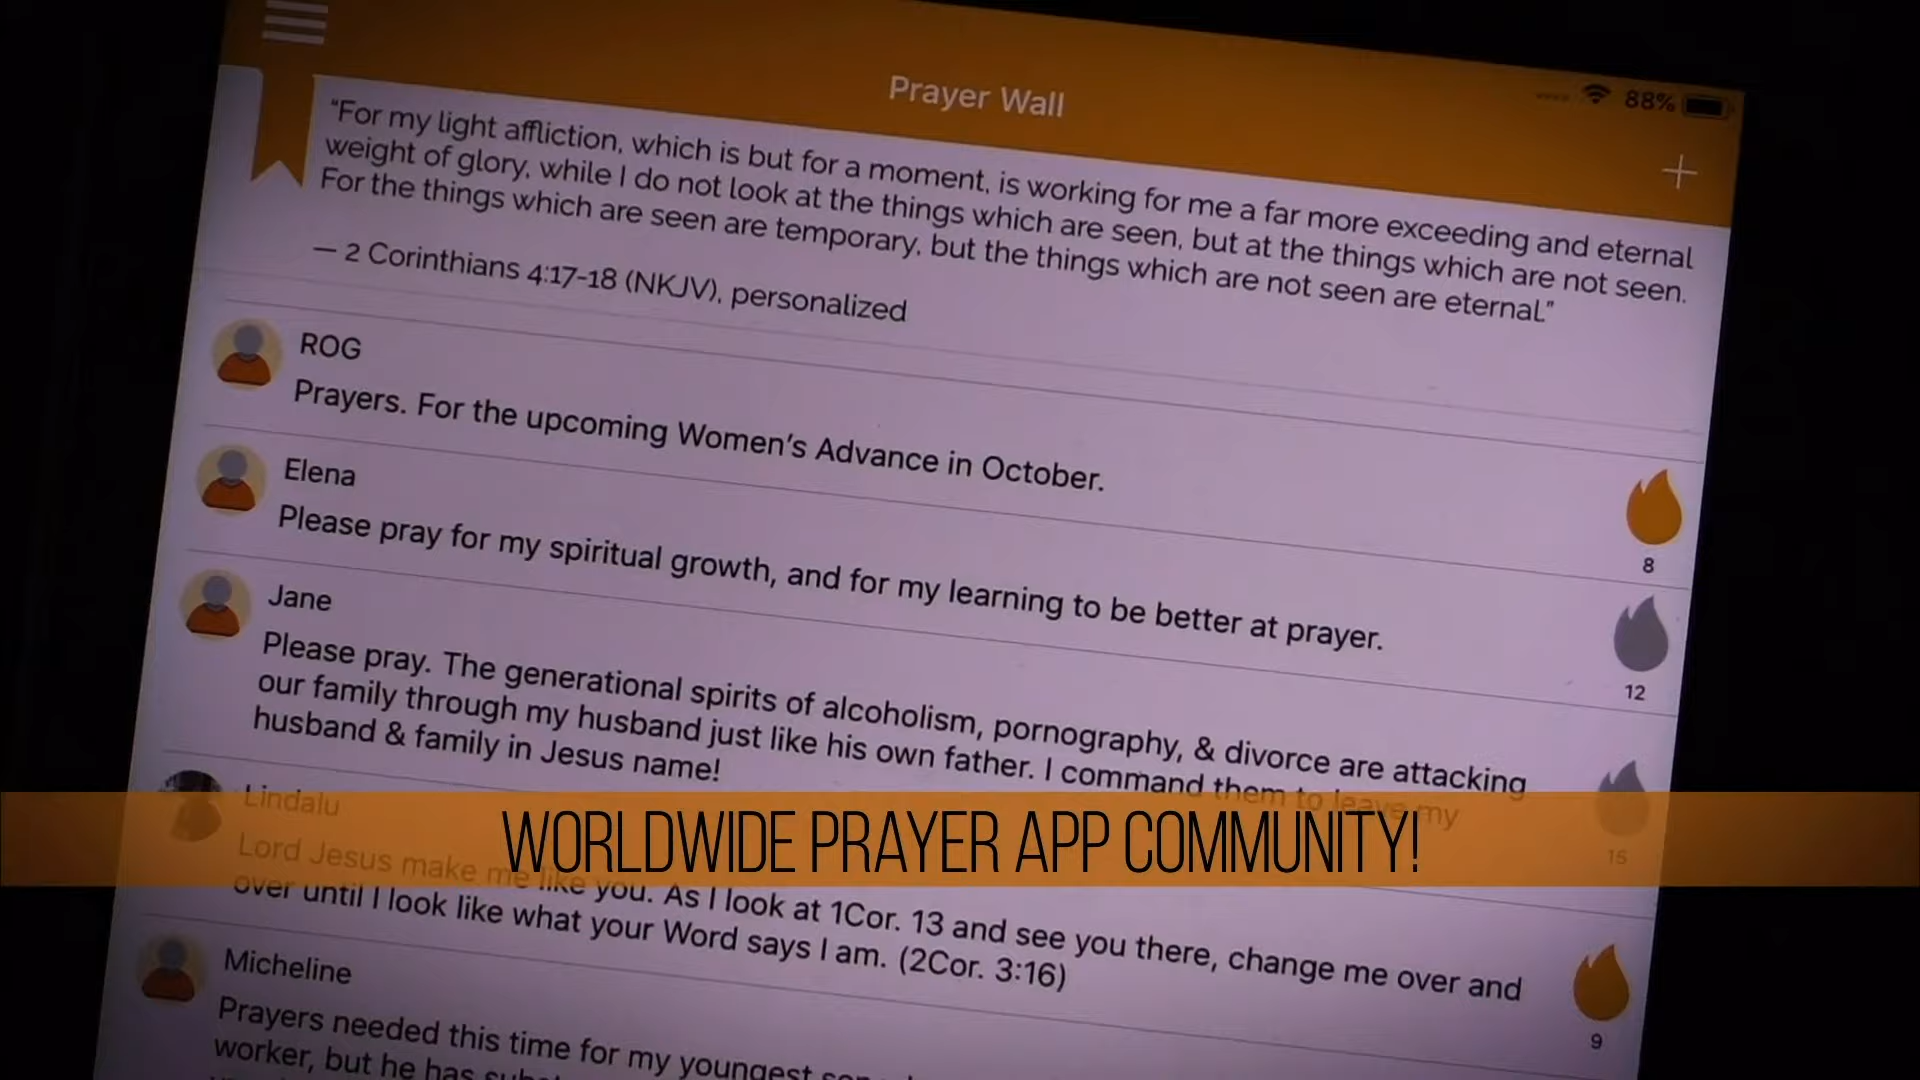 Prayer Wall
88%
"For my light affliction, which is but for a moment, is working for me a far more exceeding and eternal
weight of glory, while I do not look at the things which are seen, but at the things which are not seen.
For the things which are seen are temporary, but the things which are not seen are eternal."
— 2 Corinthians 4:17-18 (NKJV), personalized
ROG
Prayers. For the upcoming Women's Advance in October.
8
Elena
Please pray for my spiritual growth, and for my learning to be better at prayer.
12
Jane
Please pray. The generational spirits of alcoholism, pornography, & divorce are attacking
our family through my husband just like his own father. I command them to leave my
husband & family in Jesus name!
15
WORLDWIDE PRAYER APP COMMUNITY!
Lindalu
Lord Jesus make me like you. As I look at 1Cor. 13 and see you there, change me over and
over until I look like what your Word says I am. (2Cor. 3:16)
9
Micheline
Prayers needed this time for my youngest
worker, but he has